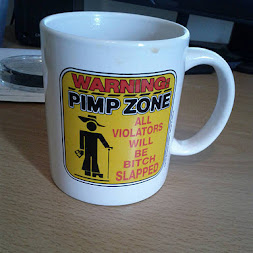 WARNING:
PIMP ZONE
ALL
VIOLATORS
WILL
BE
BITCH
SLAPPED